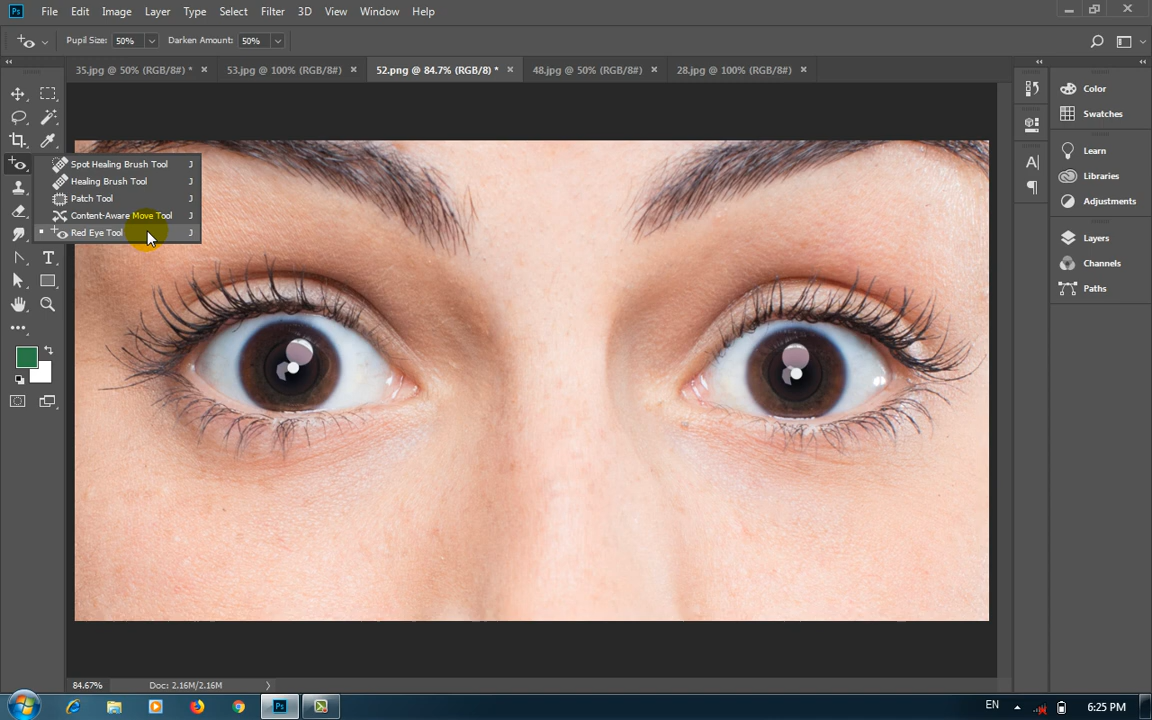 Ps File Edit Image Layer Type Select Filter 3D View Window Help
Pupil Size: 50% Darken Amount: 50%
35.jpg @ 50% (RGB/8#) * × 53.jpg @ 100% (RGB/8#) × 52.png @ 84.7% (RGB/8) * × 48.jpg @ 50% (RGB/8#) × 28.jpg @ 100% (RGB/8#) ×
Color
Swatches
Learn
Libraries
Adjustments
Layers
Channels
Paths
Spot Healing Brush Tool J
Healing Brush Tool J
Patch Tool J
Content-Aware Move Tool J
Red Eye Tool J
84.67% Doc: 2.16M/2.16M
Ps EN 6:25 PM